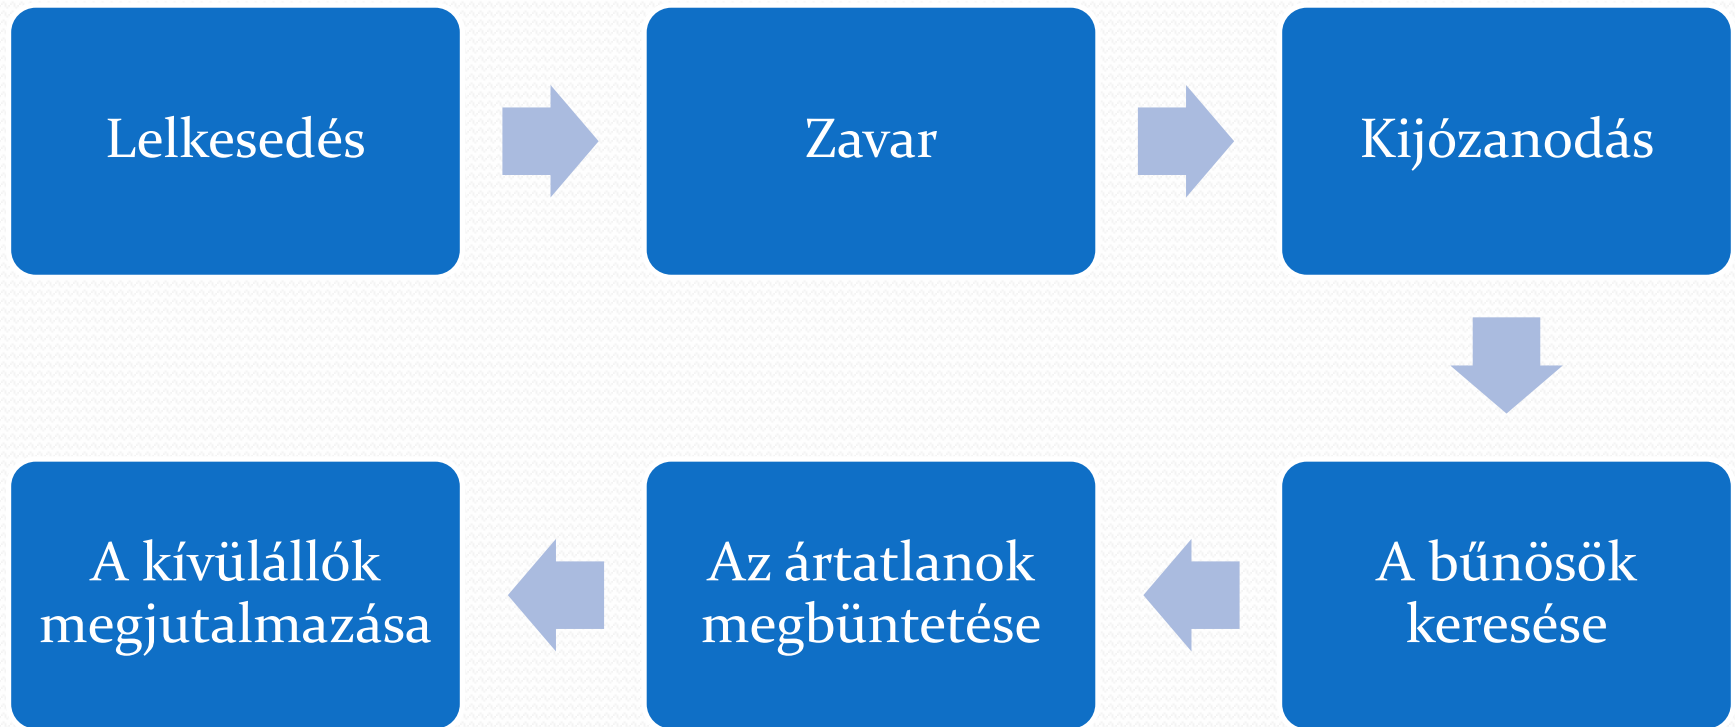 Lelkesedés
Zavar
Kijózanodás
A bűnösök
keresése
Az ártatlanok
megbüntetése
A kívülállók
megjutalmazása